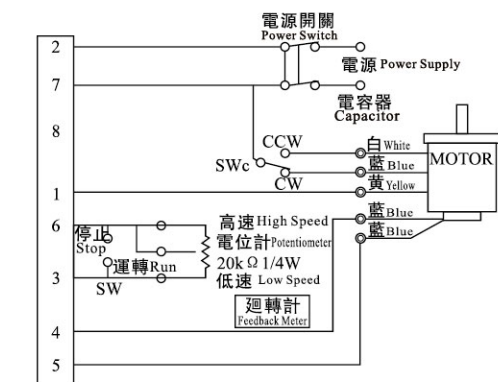 電源開關
Power Switch
2
電源 Power Supply
7
電容器
Capacitor
8
CCW
白 White
MOTOR
SWc
藍 Blue
CW
黄 Yellow
1
藍 Blue
6
高速 High Speed
停止
Stop
電位計 Potentiometer
藍 Blue
運轉 Run
20k Ω 1/4W
3
低速 Low Speed
SW
廻轉計
Feedback Meter
4
5